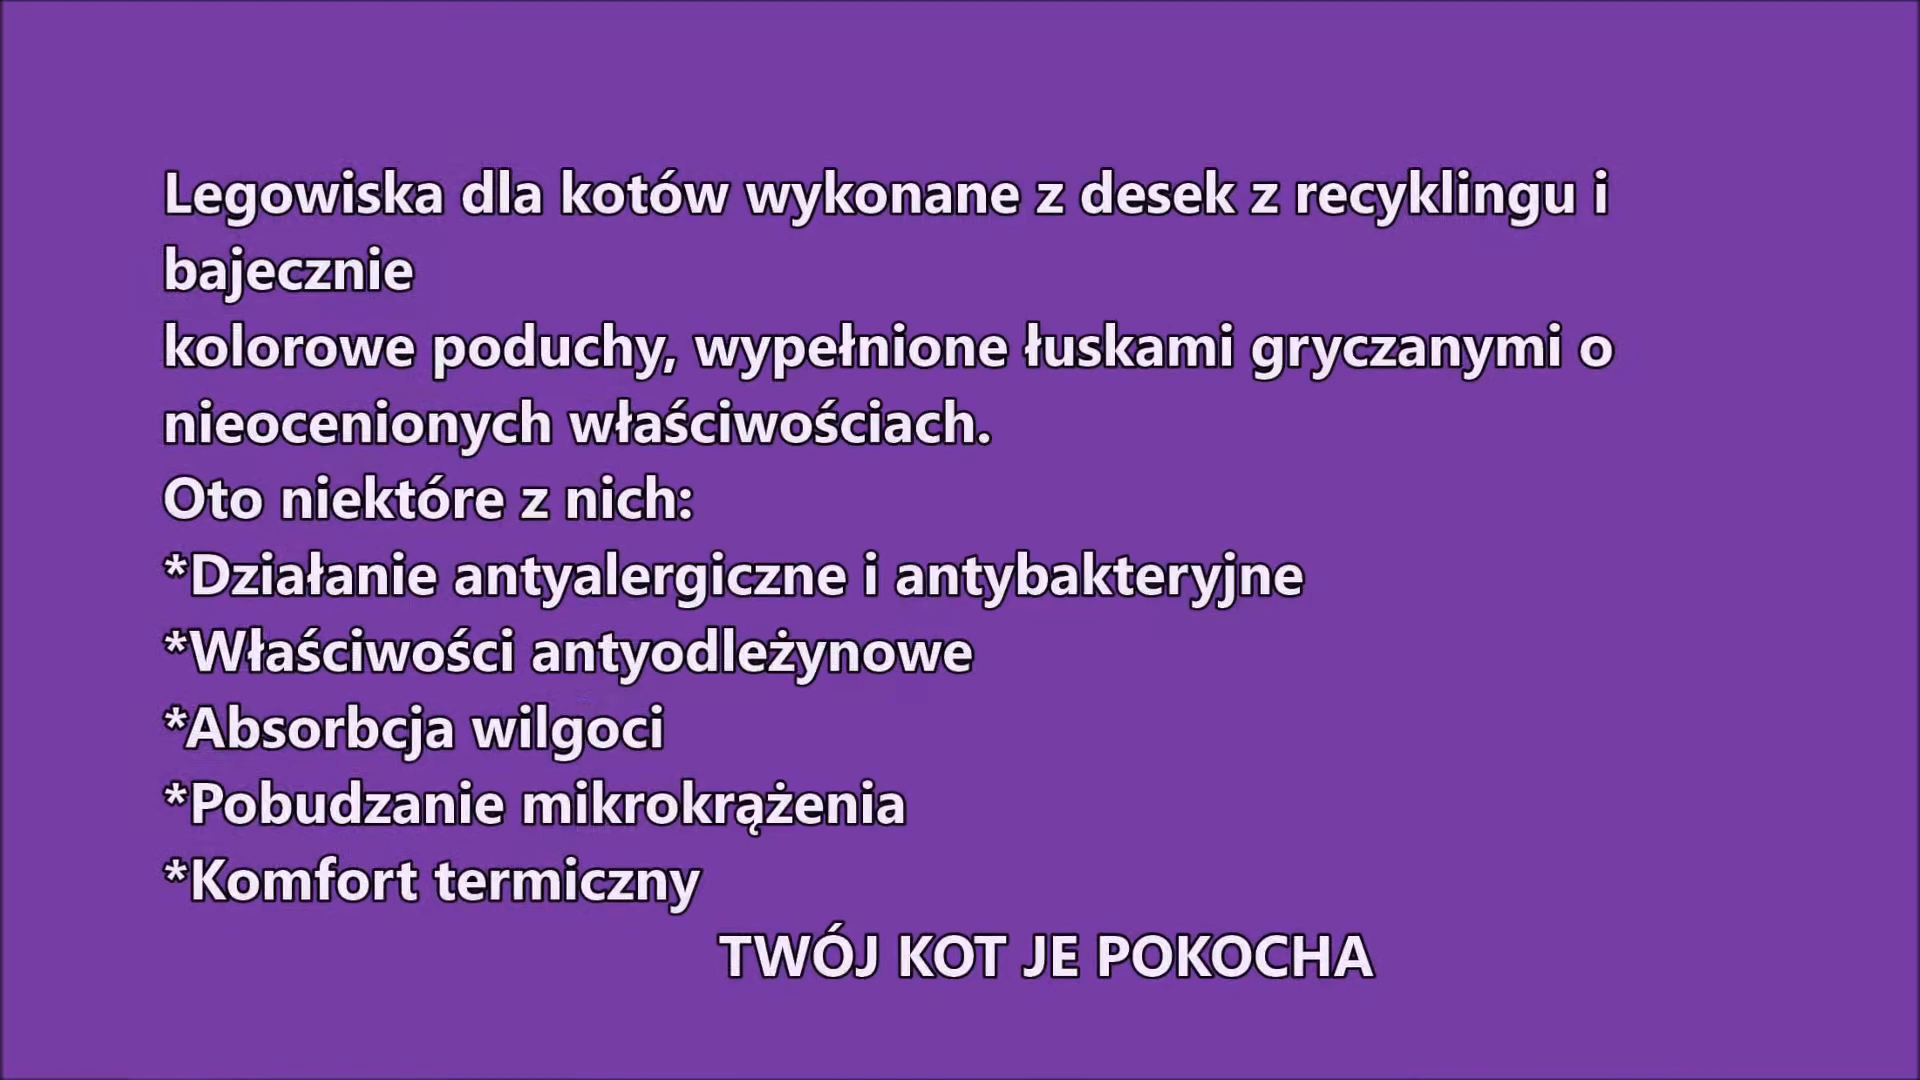 Legowiska dla kotów wykonane z desek z recyklingu i
bajecznie
kolorowe poduchy, wypełnione łuskami gryczanymi o
nieocenionych właściwościach.
Oto niektóre z nich:
*Działanie antyalergiczne i antybakteryjne
*Właściwości antyodleżynowe
*Absorbcja wilgoci
*Pobudzanie mikrokrążenia
*Komfort termiczny
TWÓJ KOT JE POKOCHA